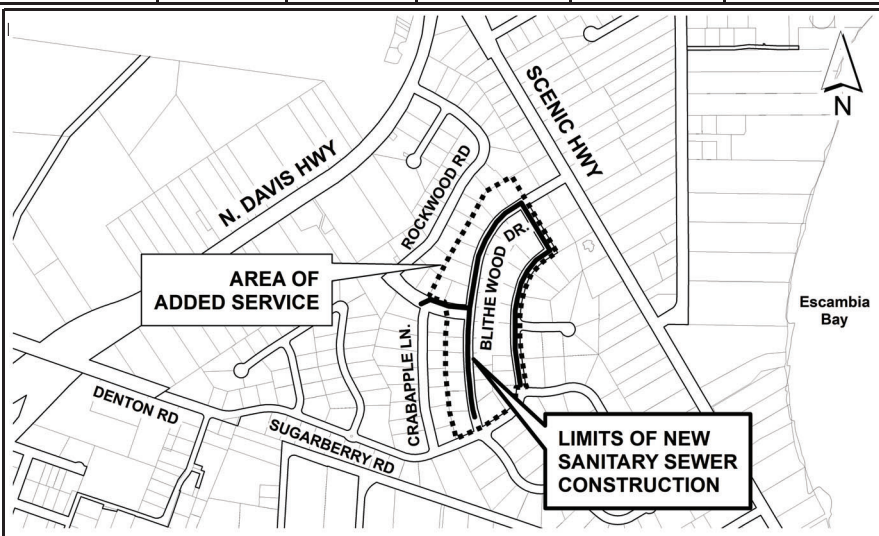 SCENIC HWY
N
N. DAVIS HWY
ROCKWOOD RD
BLITHE WOOD DR.
AREA OF
ADDED SERVICE
Escambia
Bay
CRABAPPLE LN.
DENTON RD
SUGARBERRY RD
LIMITS OF NEW
SANITARY SEWER
CONSTRUCTION